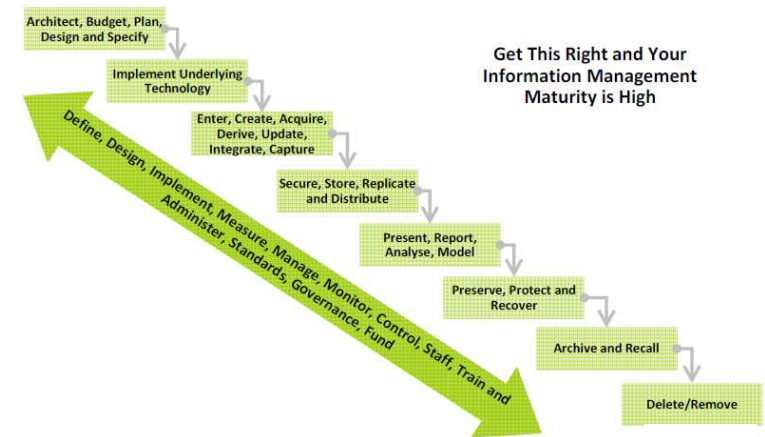 Architect, Budget, Plan,
Design and Specify
Get This Right and Your
Information Management
Maturity is High
Implement Underlying
Technology
Enter, Create, Acquire,
Derive, Update,
Integrate, Capture
Secure, Store, Replicate
and Distribute
Present, Report,
Analyse, Model
Preserve, Protect and
Recover
Archive and Recall
Delete/Remove
Define, Design, Implement, Measure, Manage, Monitor, Control, Staff, Train and
Administer, Standards, Governance, Fund